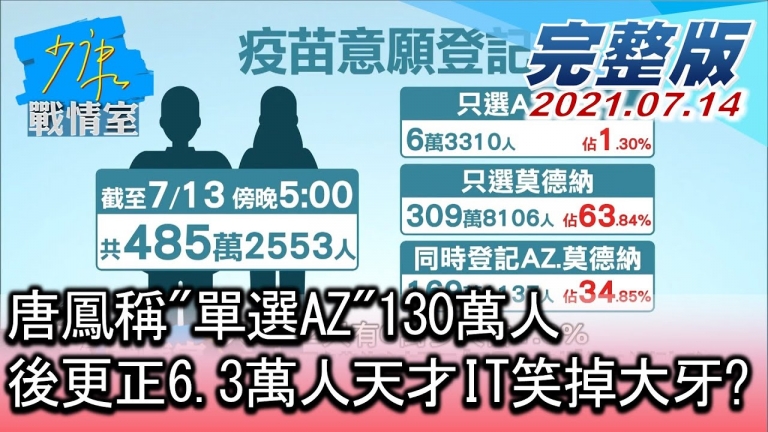 少康
戰情室
疫苗意願登記
完整版
2021.07.14
只選A
6萬3310人 佔1.30%
截至7/13 傍晚5:00
共485萬2553人
只選莫德納
309萬8106人 佔63.84%
同時登記AZ.莫德納
佔34.85%
唐鳳稱"單選AZ"130萬人
後更正6.3萬人天才IT笑掉大牙?